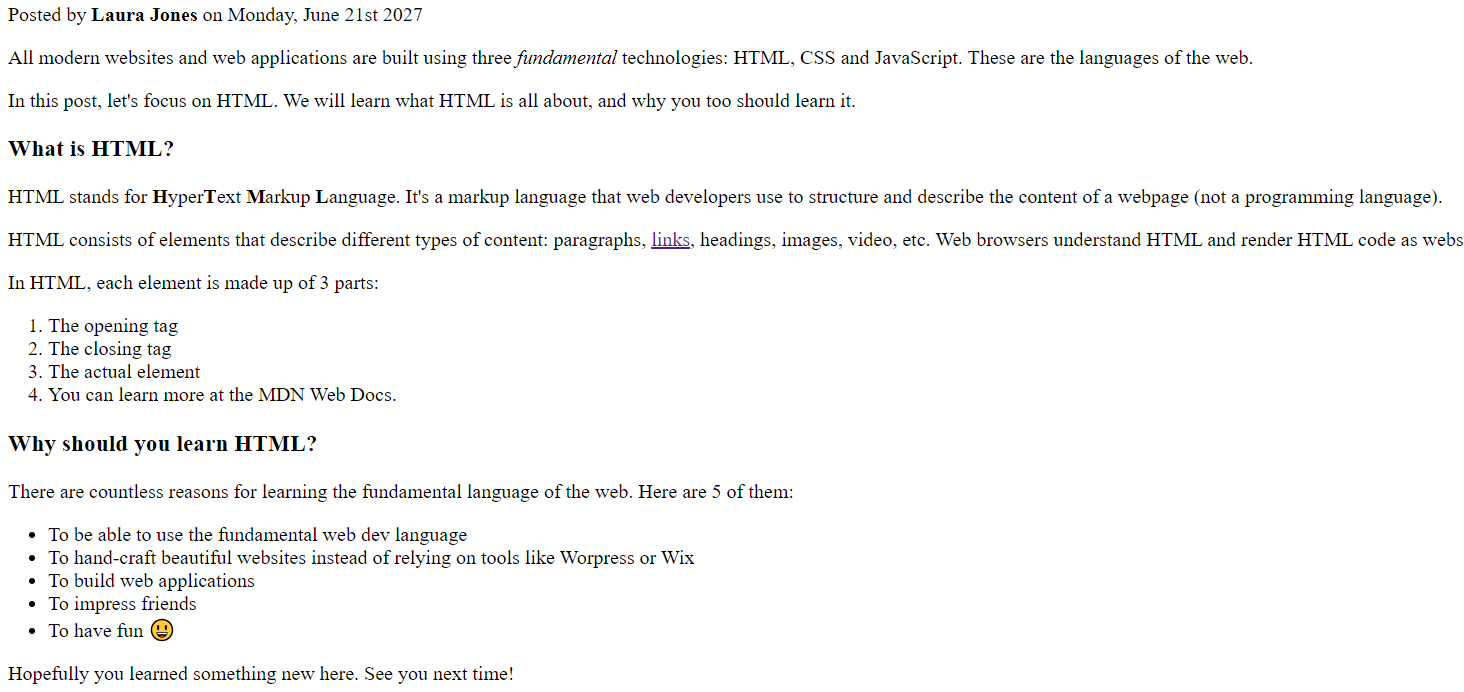 Posted by Laura Jones on Monday, June 21st 2027
All modern websites and web applications are built using three fundamental technologies: HTML, CSS and JavaScript. These are the languages of the web.
In this post, let's focus on HTML. We will learn what HTML is all about, and why you too should learn it.
What is HTML?
HTML stands for HyperText Markup Language. It's a markup language that web developers use to structure and describe the content of a webpage (not a programming language).
HTML consists of elements that describe different types of content: paragraphs, links, headings, images, video, etc. Web browsers understand HTML and render HTML code as webs
In HTML, each element is made up of 3 parts:
1. The opening tag
2. The closing tag
3. The actual element
4. You can learn more at the MDN Web Docs.
Why should you learn HTML?
There are countless reasons for learning the fundamental language of the web. Here are 5 of them:
• To be able to use the fundamental web dev language
• To hand-craft beautiful websites instead of relying on tools like Worpress or Wix
• To build web applications
• To impress friends
• To have fun 😃
Hopefully you learned something new here. See you next time!